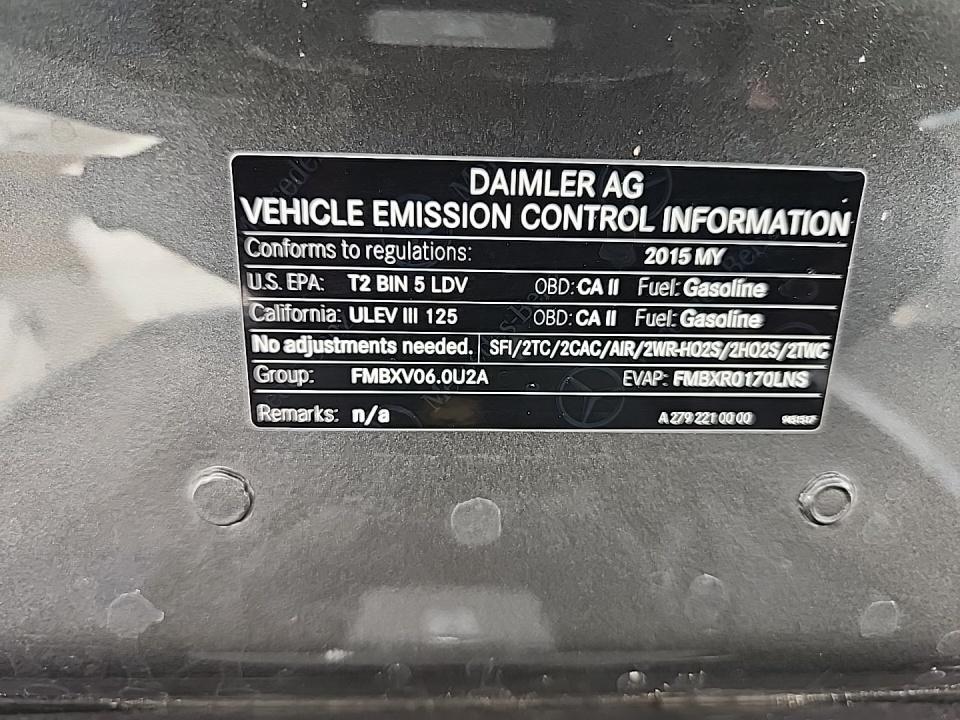 DAIMLER AG
VEHICLE EMISSION CONTROL INFORMATION
Conforms to regulations: 2015 MY
U.S. EPA: T2 BIN 5 LDV OBD: CA II Fuel: Gasoline
California: ULEV III 125 OBD: CA II Fuel: Gasoline
No adjustments needed. SFI/2TC/2CAC/AIR/2WR-HO2S/2HO2S/2TWC
Group: FMBXV06.0U2A EVAP: FMBXR0170LNS
Remarks: n/a A 279 221 00 00